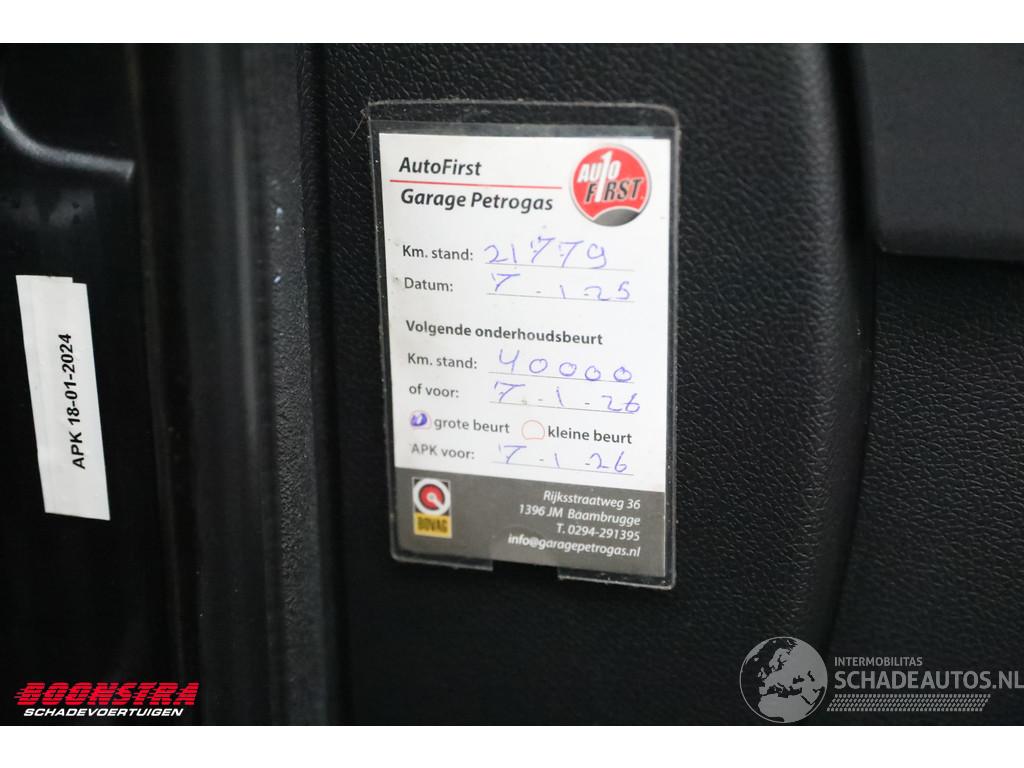 AutoFirst
Garage Petrogas
AUTO
F1RST
Km. stand: 21779
Datum: 7-1-25
Volgende onderhoudsbeurt
Km. stand: 40000
of voor: 7-1-26
grote beurt kleine beurt
APK voor: 7-1-26
BOVAG
Rijksstraatweg 36
1396 JM Baambrugge
T. 0294-291395
info@garagepetrogas.nl
APK 18-01-2024
BOONSTRA
SCHADEVOERTUIGEN
INTERMOBILITAS
SCHADEAUTOS.NL